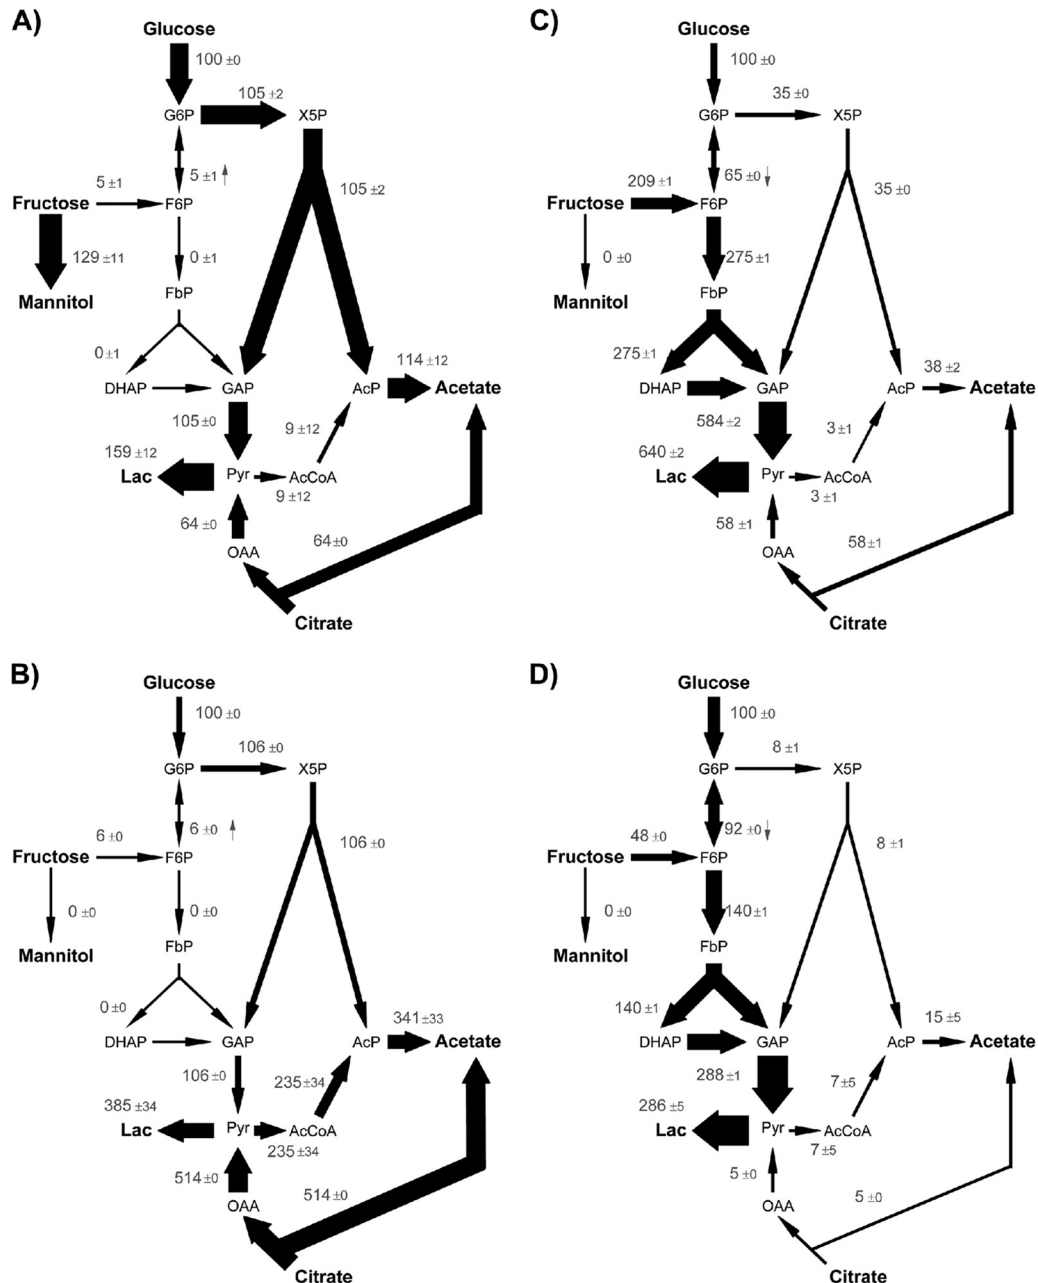 A)
Glucose
100 ±0
G6P
105 ±2
X5P
5 ±1
5 ±1
105 ±2
Fructose
F6P
129 ±11
0 ±1
Mannitol
FbP
0 ±1
114 ±12
DHAP
GAP
AcP
Acetate
105 ±0
9 ±12
159 ±12
Lac
Pyr
AcCoA
9 ±12
64 ±0
64 ±0
OAA
Citrate
C)
Glucose
100 ±0
35 ±0
G6P
X5P
209 ±1
65 ±0
35 ±0
Fructose
F6P
0 ±0
275 ±1
Mannitol
FbP
275 ±1
38 ±2
DHAP
GAP
AcP
Acetate
584 ±2
3 ±1
640 ±2
Lac
Pyr
AcCoA
3 ±1
58 ±1
58 ±1
OAA
Citrate
B)
Glucose
100 ±0
106 ±0
G6P
X5P
6 ±0
6 ±0
106 ±0
Fructose
F6P
0 ±0
0 ±0
Mannitol
FbP
0 ±0
341 ±33
DHAP
GAP
AcP
Acetate
106 ±0
235 ±34
385 ±34
Lac
Pyr
AcCoA
235 ±34
514 ±0
514 ±0
OAA
Citrate
D)
Glucose
100 ±0
8 ±1
G6P
X5P
48 ±0
92 ±0
8 ±1
Fructose
F6P
0 ±0
140 ±1
Mannitol
FbP
140 ±1
15 ±5
DHAP
GAP
AcP
Acetate
288 ±1
7 ±5
286 ±5
Lac
Pyr
AcCoA
7 ±5
5 ±0
5 ±0
OAA
Citrate